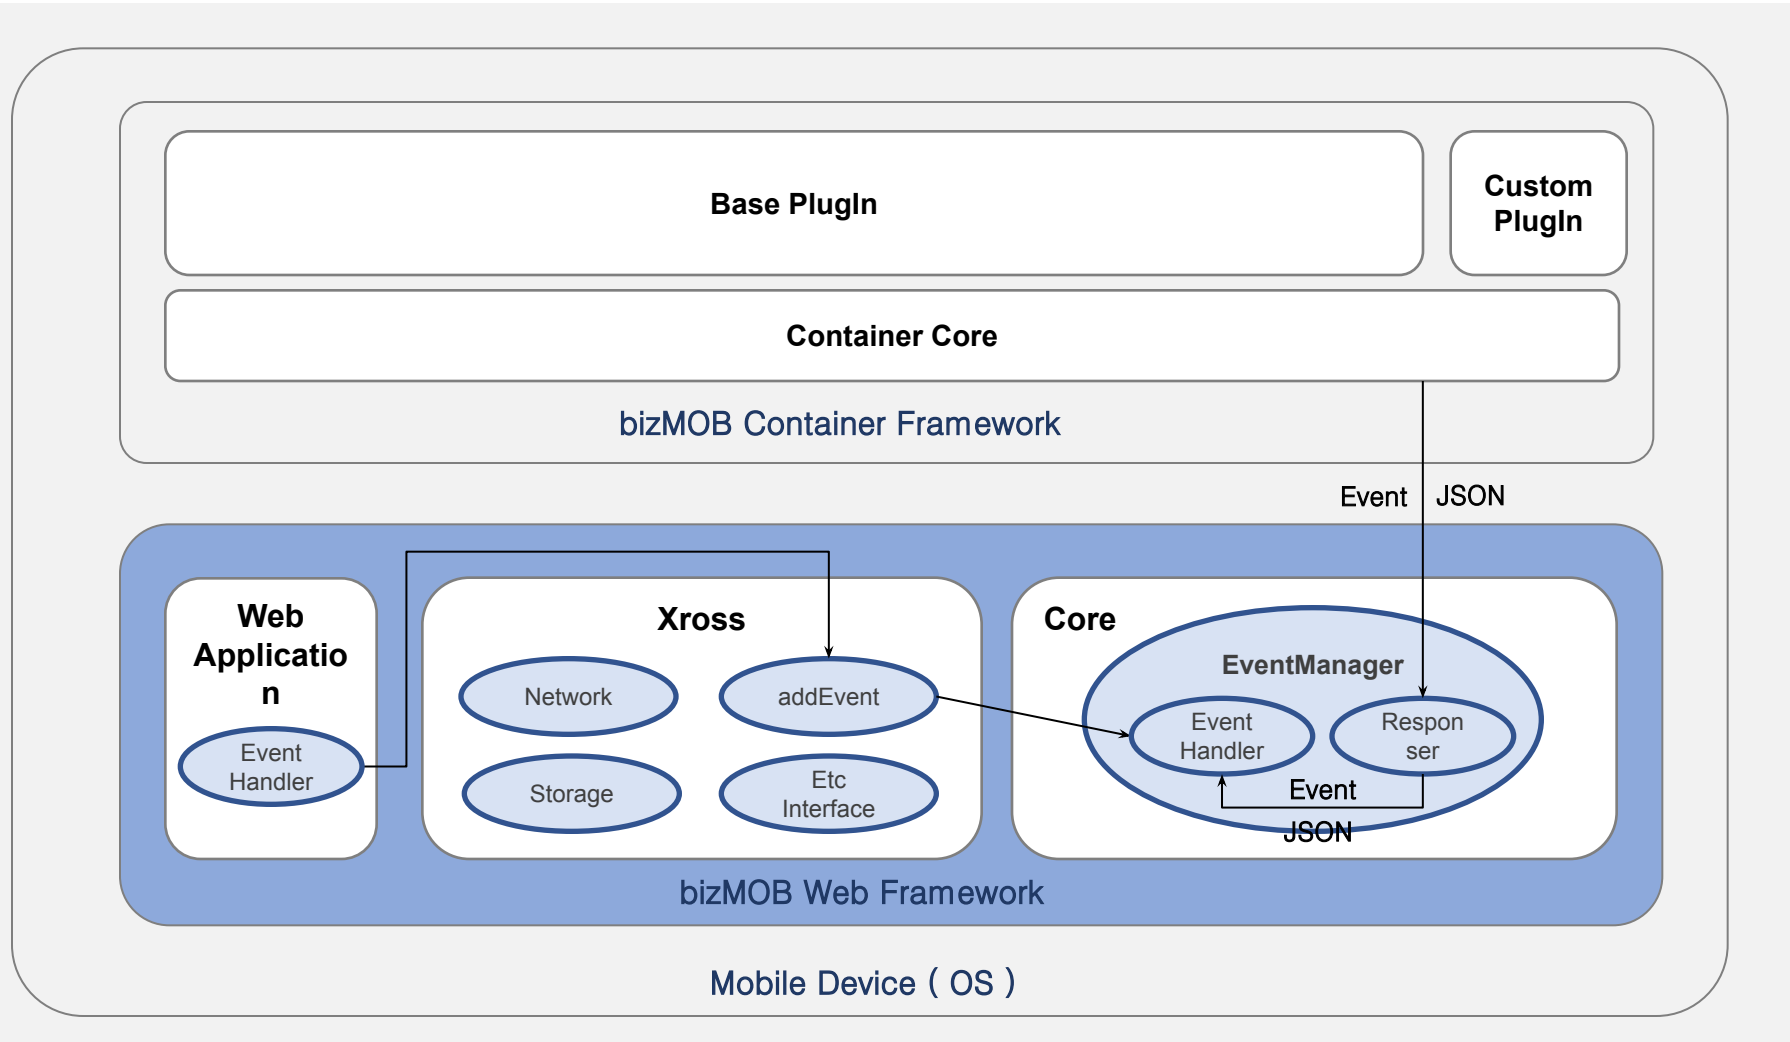 Base PlugIn
Custom
PlugIn
Container Core
bizMOB Container Framework
Event JSON
Web
Applicatio
n
Event
Handler
Xross
Network
addEvent
Storage
Etc
Interface
Core
EventManager
Event
Handler
Respon
ser
Event
JSON
bizMOB Web Framework
Mobile Device ( OS )